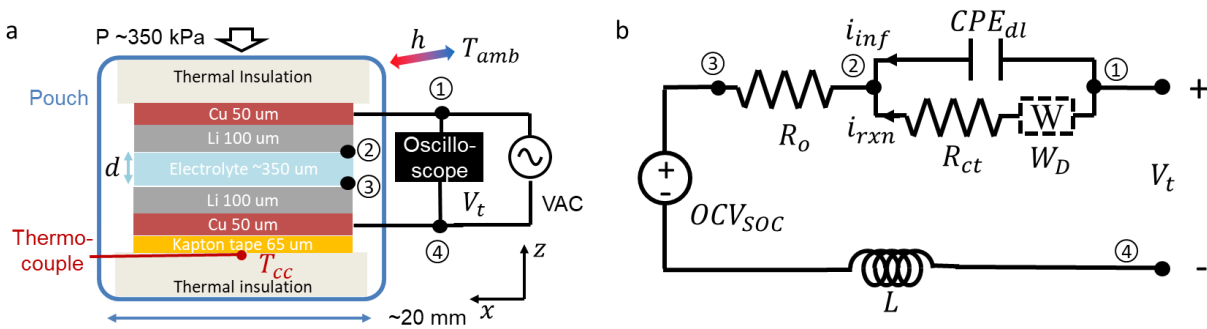 a
P ~350 kPa
h
T_amb
Thermal Insulation
Pouch
Cu 50 um
①
Li 100 um
②
Oscillo-
scope
d
Electrolyte ~350 um
③
Li 100 um
V_t
VAC
Cu 50 um
④
Thermo-
couple
Kapton tape 65 um
T_cc
z
Thermal insulation
x
~20 mm
b
i_inf
CPE_dl
③
②
①
+
R_o
i_rxn
W
R_ct
W_D
V_t
+
-
OCV_SOC
④
-
L